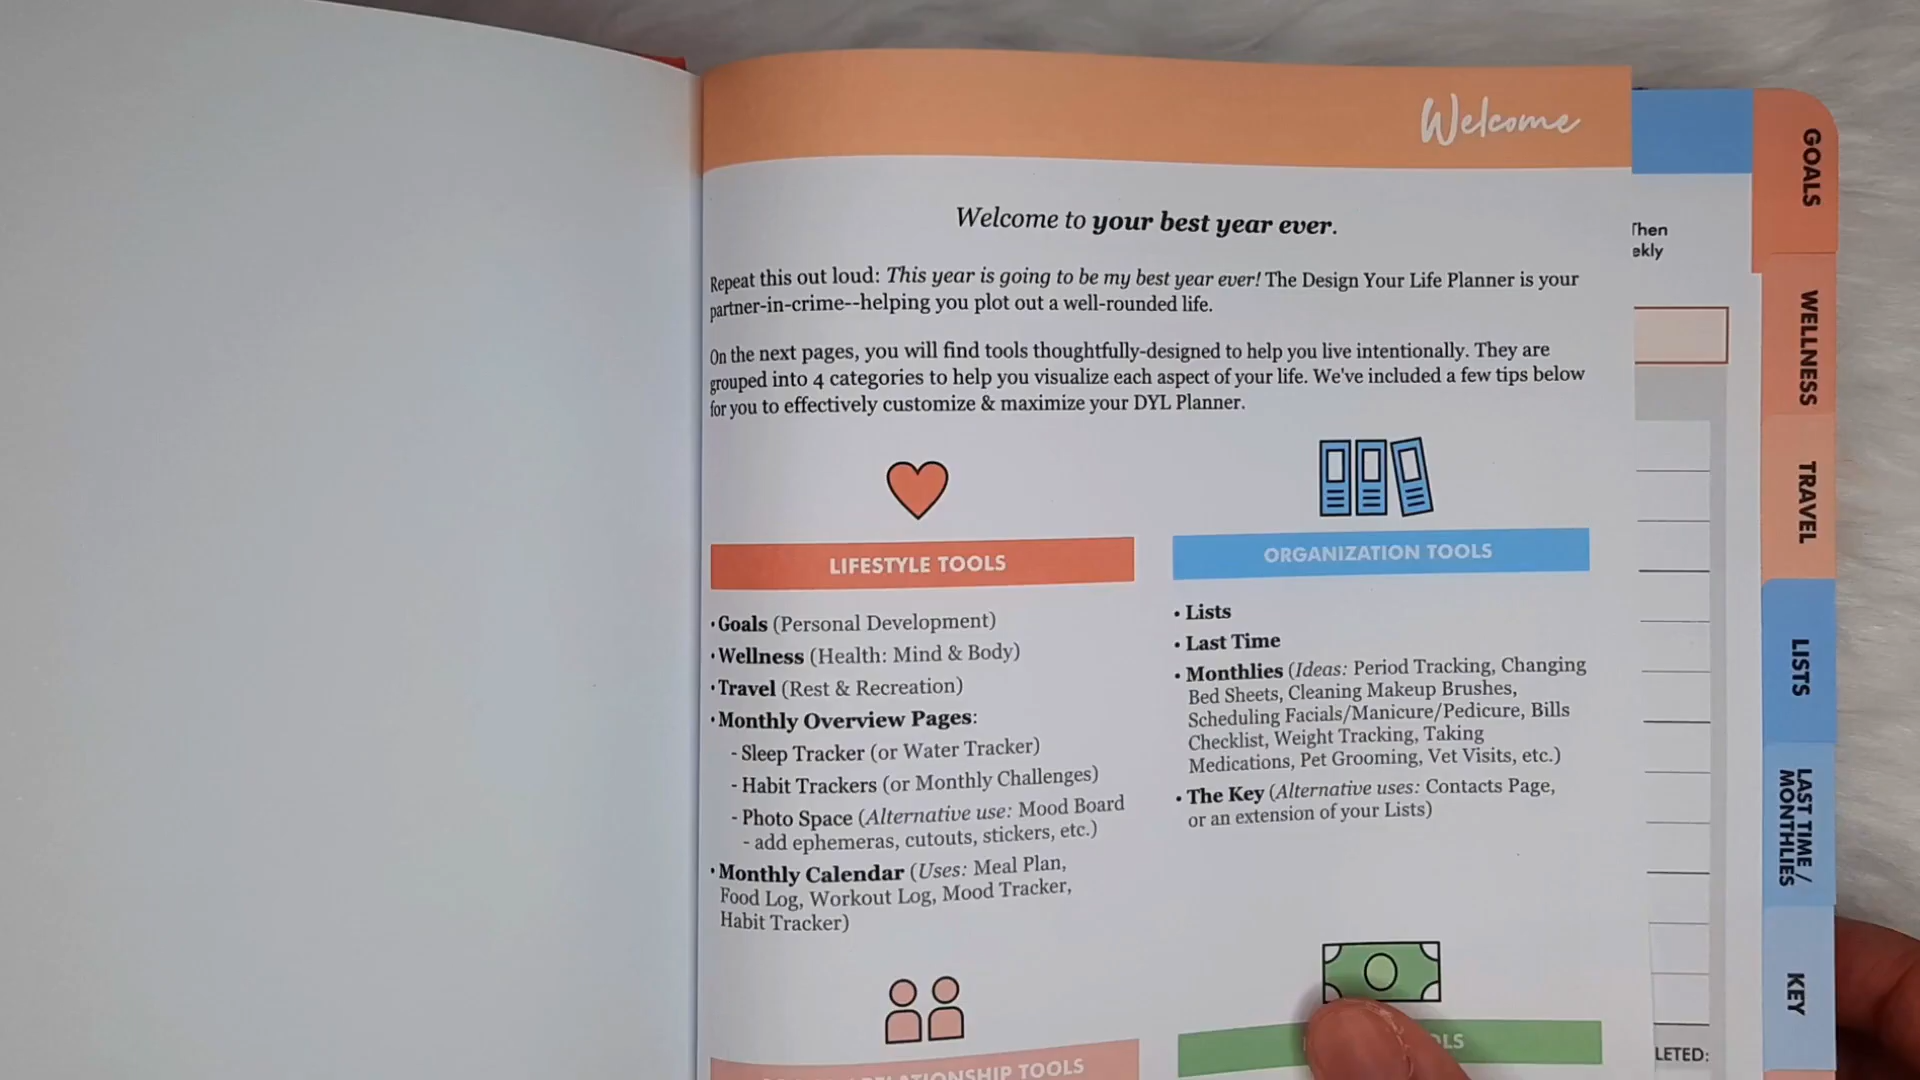 Welcome
Welcome to your best year ever.
Repeat this out loud: This year is going to be my best year ever! The Design Your Life Planner is your
partner-in-crime--helping you plot out a well-rounded life.
On the next pages, you will find tools thoughtfully-designed to help you live intentionally. They are
grouped into 4 categories to help you visualize each aspect of your life. We've included a few tips below
for you to effectively customize & maximize your DYL Planner.
LIFESTYLE TOOLS
•Goals (Personal Development)
•Wellness (Health: Mind & Body)
•Travel (Rest & Recreation)
•Monthly Overview Pages:
- Sleep Tracker (or Water Tracker)
- Habit Trackers (or Monthly Challenges)
- Photo Space (Alternative use: Mood Board
- add ephemeras, cutouts, stickers, etc.)
•Monthly Calendar (Uses: Meal Plan,
Food Log, Workout Log, Mood Tracker,
Habit Tracker)
ORGANIZATION TOOLS
• Lists
• Last Time
• Monthlies (Ideas: Period Tracking, Changing
Bed Sheets, Cleaning Makeup Brushes,
Scheduling Facials/Manicure/Pedicure, Bills
Checklist, Weight Tracking, Taking
Medications, Pet Grooming, Vet Visits, etc.)
• The Key (Alternative uses: Contacts Page,
or an extension of your Lists)
TOOLS
Then
ekly
LETED:
GOALS
WELLNESS
TRAVEL
LISTS
LAST TIME /
MONTHLIES
KEY